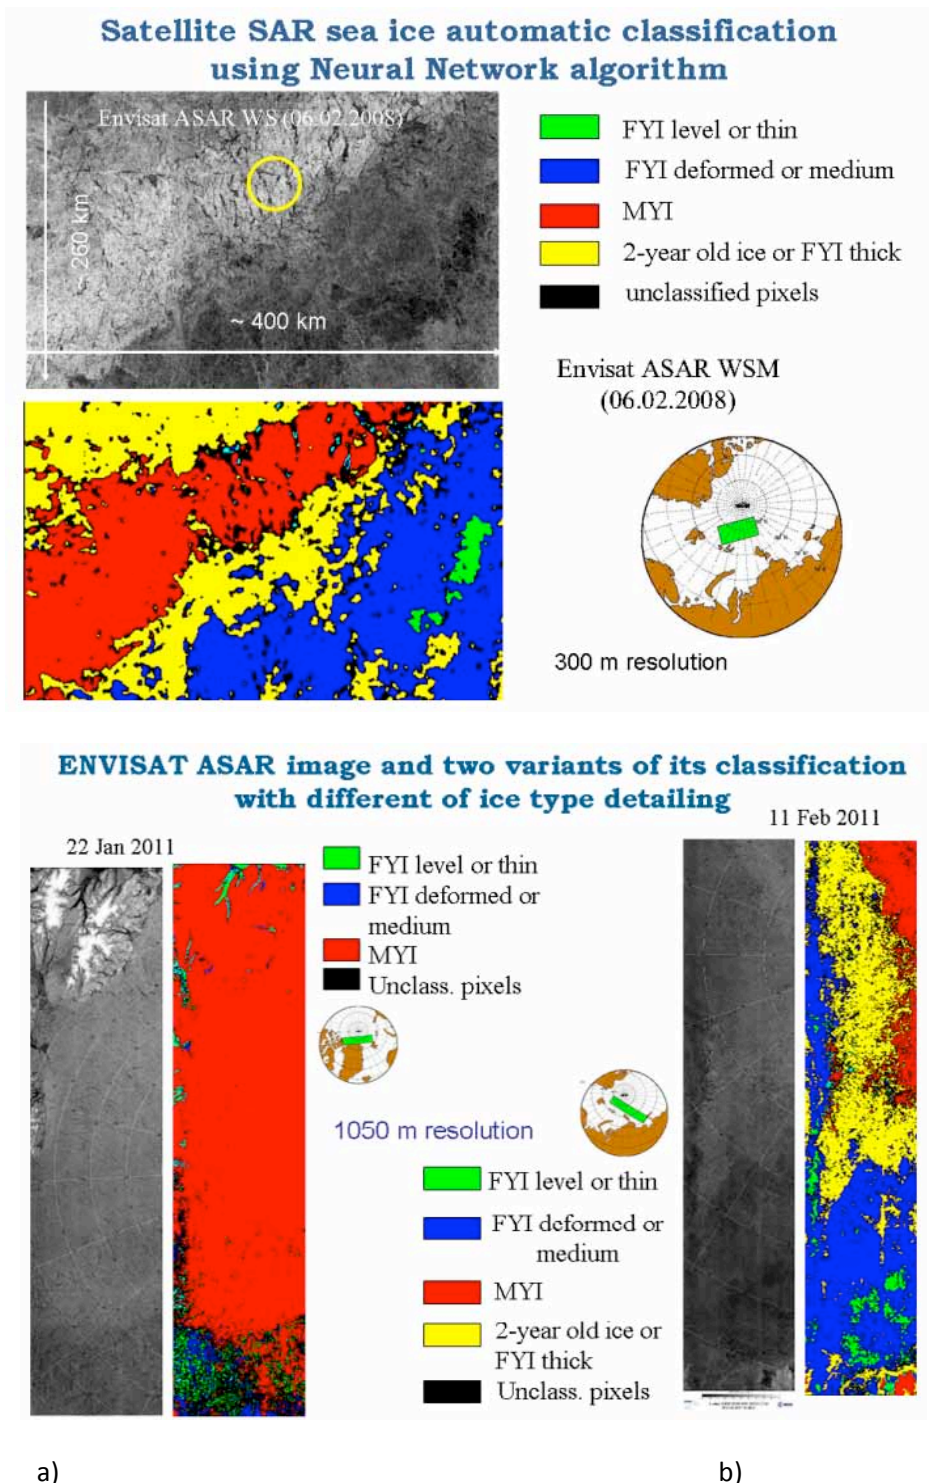 Satellite SAR sea ice automatic classification
using Neural Network algorithm
Envisat ASAR WS (06.02.2008)
260 km
~ 400 km
FYI level or thin
FYI deformed or medium
MYI
2-year old ice or FYI thick
unclassified pixels
Envisat ASAR WSM
(06.02.2008)
300 m resolution
ENVISAT ASAR image and two variants of its classification
with different of ice type detailing
22 Jan 2011
11 Feb 2011
FYI level or thin
FYI deformed or
medium
MYI
Unclass. pixels
1050 m resolution
FYI level or thin
FYI deformed or
medium
MYI
2-year old ice or
FYI thick
Unclass. pixels
a)
b)